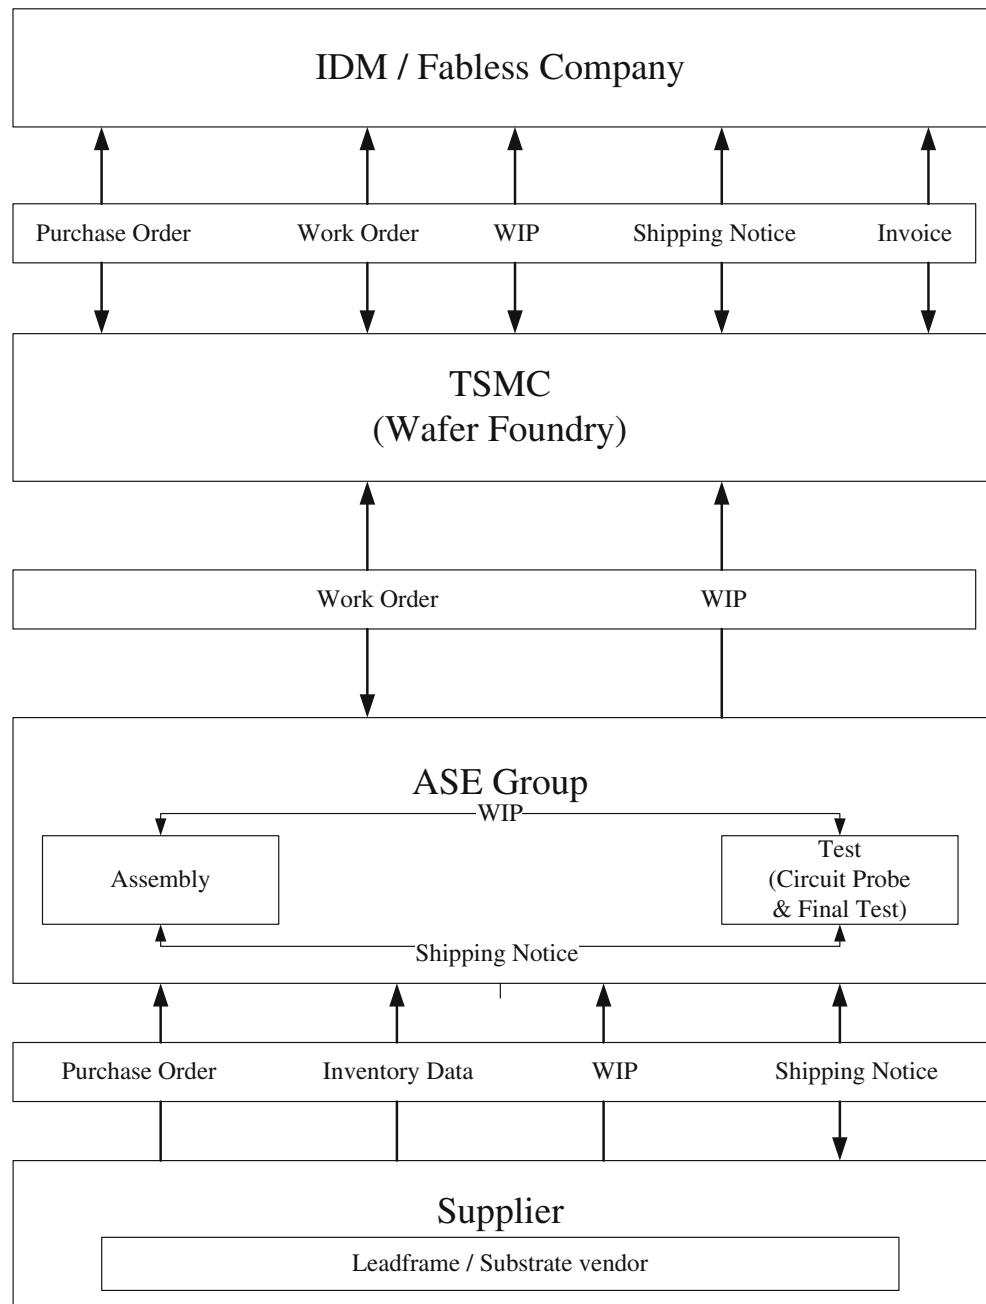 IDM / Fabless Company
Purchase Order Work Order WIP Shipping Notice Invoice
TSMC
(Wafer Foundry)
Work Order WIP
ASE Group
WIP
Assembly
Test
(Circuit Probe
& Final Test)
Shipping Notice
Purchase Order Inventory Data WIP Shipping Notice
Supplier
Leadframe / Substrate vendor